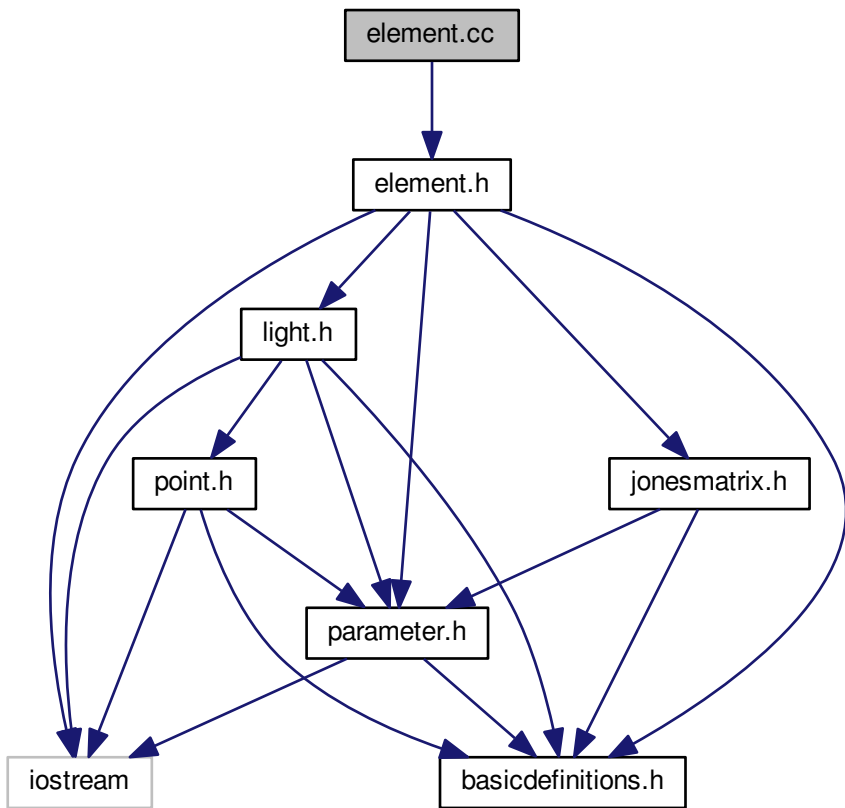 element.cc
element.h
light.h
point.h
jonesmatrix.h
parameter.h
iostream
basicdefinitions.h